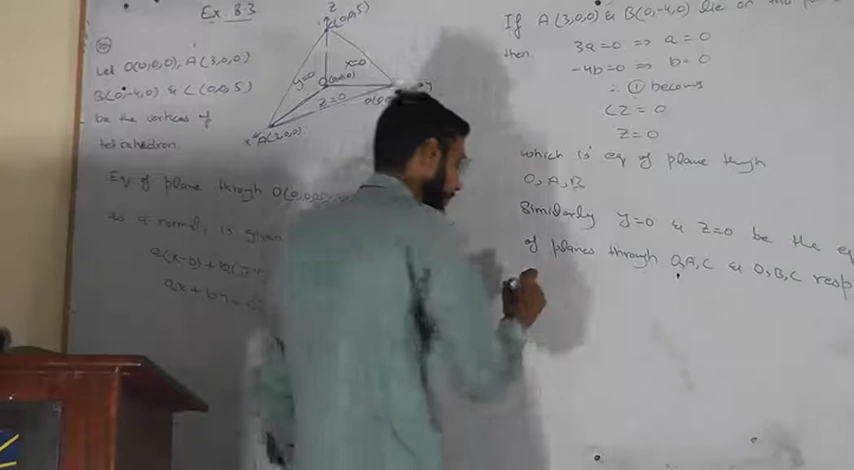 Ex 8.3
Let O(0,0,0), A(3,0,0)
B(0,-4,0) & C(0,0,5)
be the vertices of
tetrahedron.
Z
C(0,0,5)
x=0
y=0
O(0,0,0)
Z=0
A(3,0,0)
Eq of plane through O(0,0,0)
as a normal, is given
a(x-0)+b(y-
ax+by+
If A(3,0,0) & B(0,-4,0) lie on the
then 3a=0 => a=0
-4b=0 => b=0
∴ ① becomes
CZ=0
Z=0
which is eq of plane though
O,A,B
Similarly y=0 & Z=0 be the eq
of planes through O,A,C & O,B,C resp